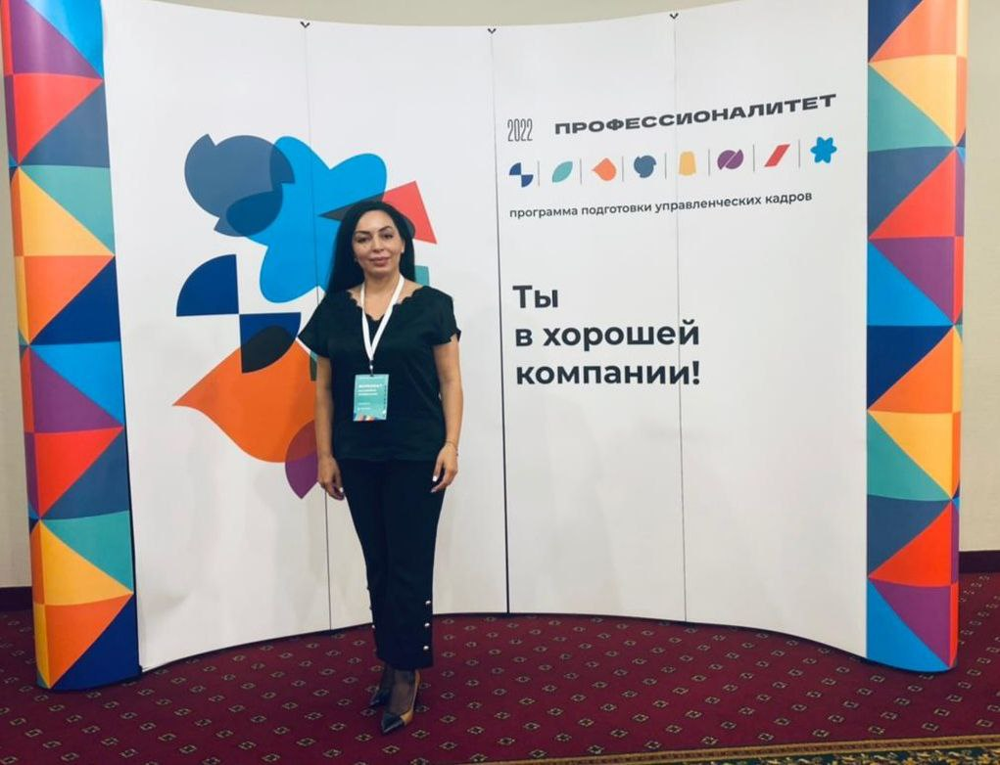 2022 ПРОФЕССИОНАЛИТЕТ
программа подготовки управленческих кадров
Ты
в хорошей
компании!